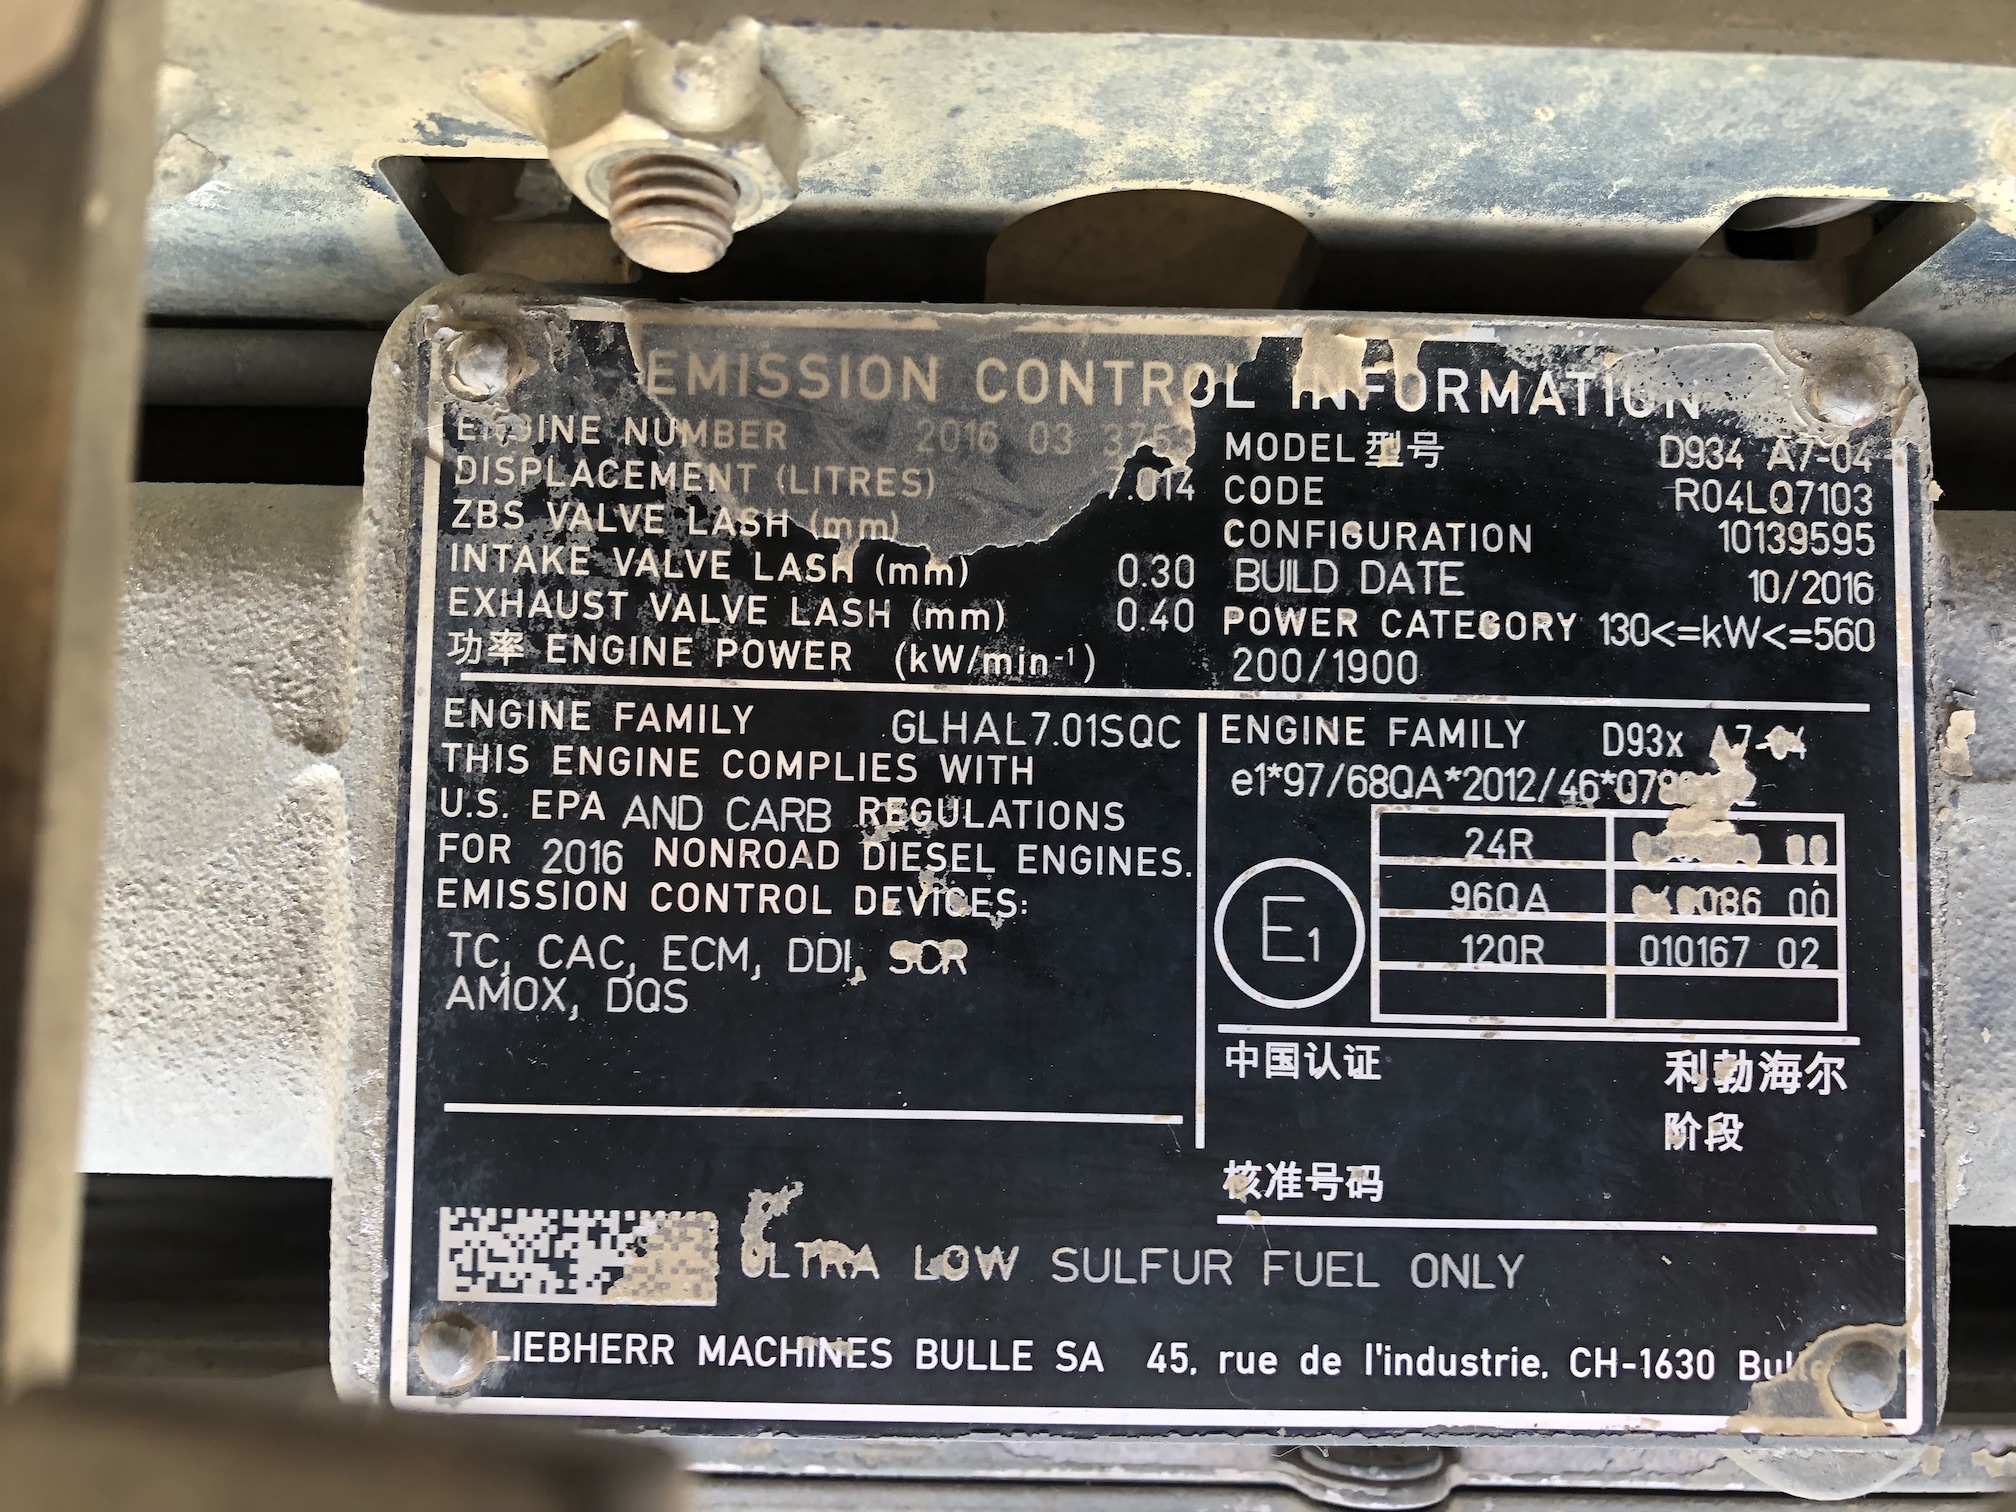 EMISSION CONTROL INFORMATION
ENGINE NUMBER 2016 03 3753
DISPLACEMENT (LITRES) 7.014
ZBS VALVE LASH (mm)
INTAKE VALVE LASH (mm) 0.30
EXHAUST VALVE LASH (mm) 0.40
功率 ENGINE POWER (kW/min-1) 200/1900
MODEL 型号 D934 A7-04
CODE R04LQ7103
CONFIGURATION 10139595
BUILD DATE 10/2016
POWER CATEGORY 130<=kW<=560
ENGINE FAMILY GLHAL7.01SQC
THIS ENGINE COMPLIES WITH
U.S. EPA AND CARB REGULATIONS
FOR 2016 NONROAD DIESEL ENGINES.
EMISSION CONTROL DEVICES:
TC, CAC, ECM, DDI, SCR
AMOX, DQS
ENGINE FAMILY D93x A7-04
E1
24R 00
96QA 00
120R 010167 02
中国认证 利勃海尔
阶段
核准号码
ULTRA LOW SULFUR FUEL ONLY
LIEBHERR MACHINES BULLE SA 45, rue de l'industrie, CH-1630 Bulle